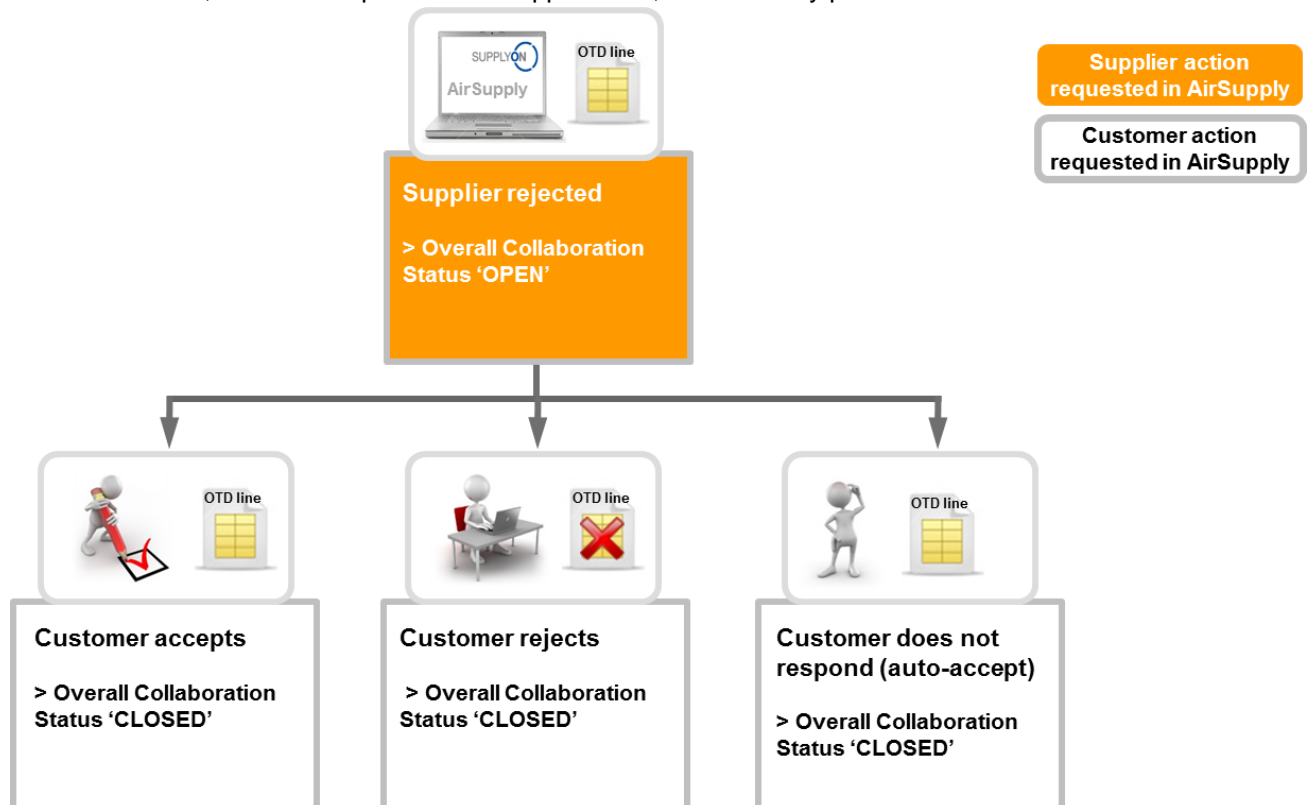 SUPPLYON
AirSupply
OTD line
Supplier action
requested in AirSupply
Customer action
requested in AirSupply
Supplier rejected
> Overall Collaboration
Status ‘OPEN’
OTD line
OTD line
OTD line
Customer accepts
> Overall Collaboration
Status ‘CLOSED’
Customer rejects
> Overall Collaboration
Status ‘CLOSED’
Customer does not
respond (auto-accept)
> Overall Collaboration
Status ‘CLOSED’